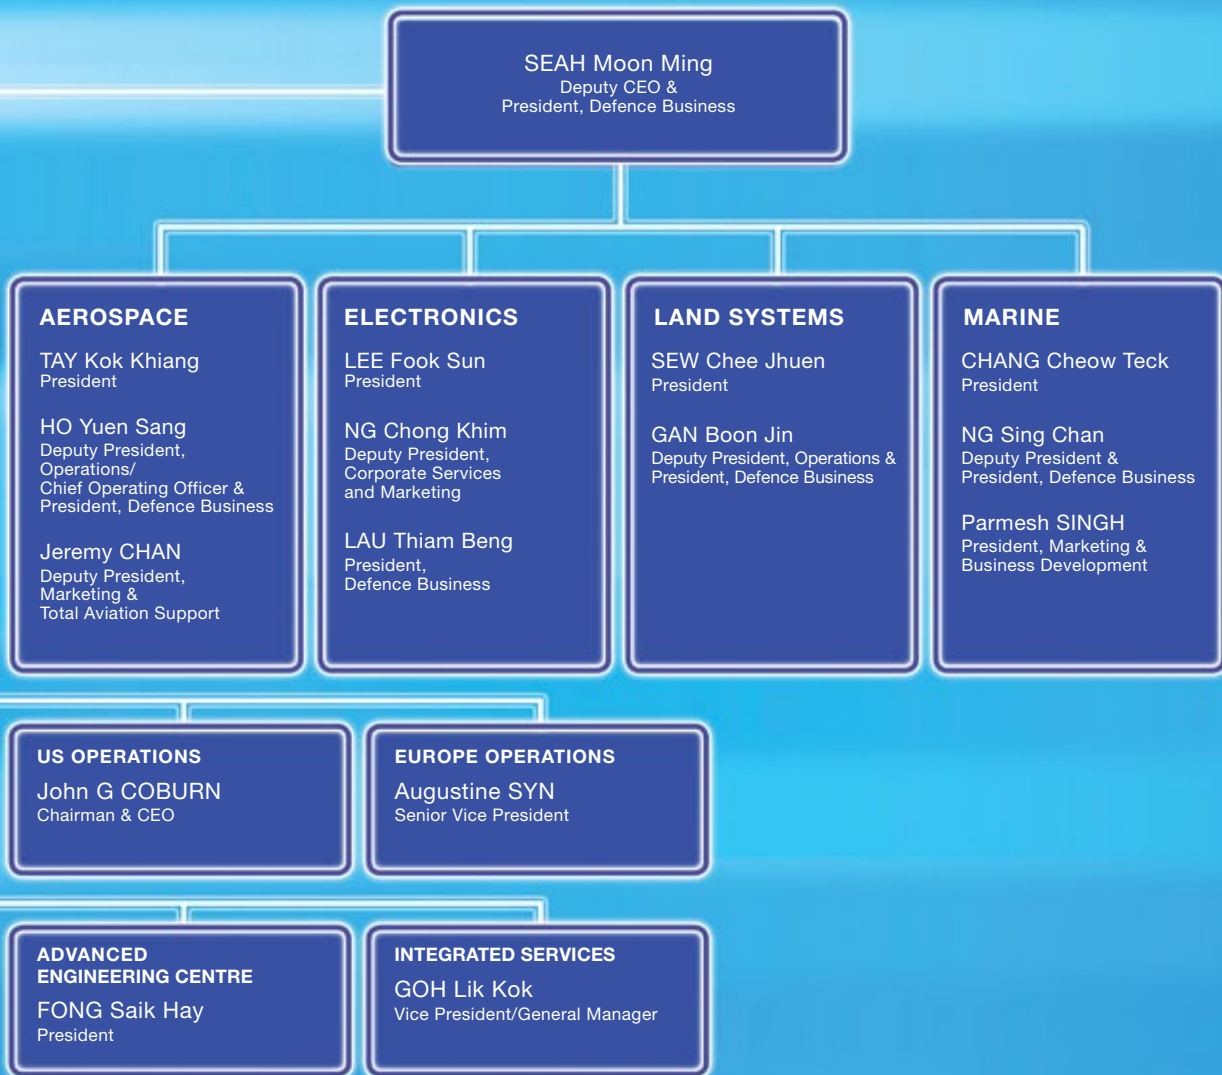 SEAH Moon Ming
Deputy CEO &
President, Defence Business
AEROSPACE
TAY Kok Khiang
President
HO Yuen Sang
Deputy President,
Operations/
Chief Operating Officer &
President, Defence Business
Jeremy CHAN
Deputy President,
Marketing &
Total Aviation Support
ELECTRONICS
LEE Fook Sun
President
NG Chong Khim
Deputy President,
Corporate Services
and Marketing
LAU Thiam Beng
President,
Defence Business
LAND SYSTEMS
SEW Chee Jhuen
President
GAN Boon Jin
Deputy President, Operations &
President, Defence Business
MARINE
CHANG Cheow Teck
President
NG Sing Chan
Deputy President &
President, Defence Business
Parmesh SINGH
President, Marketing &
Business Development
US OPERATIONS
John G COBURN
Chairman & CEO
EUROPE OPERATIONS
Augustine SYN
Senior Vice President
ADVANCED
ENGINEERING CENTRE
FONG Saik Hay
President
INTEGRATED SERVICES
GOH Lik Kok
Vice President/General Manager